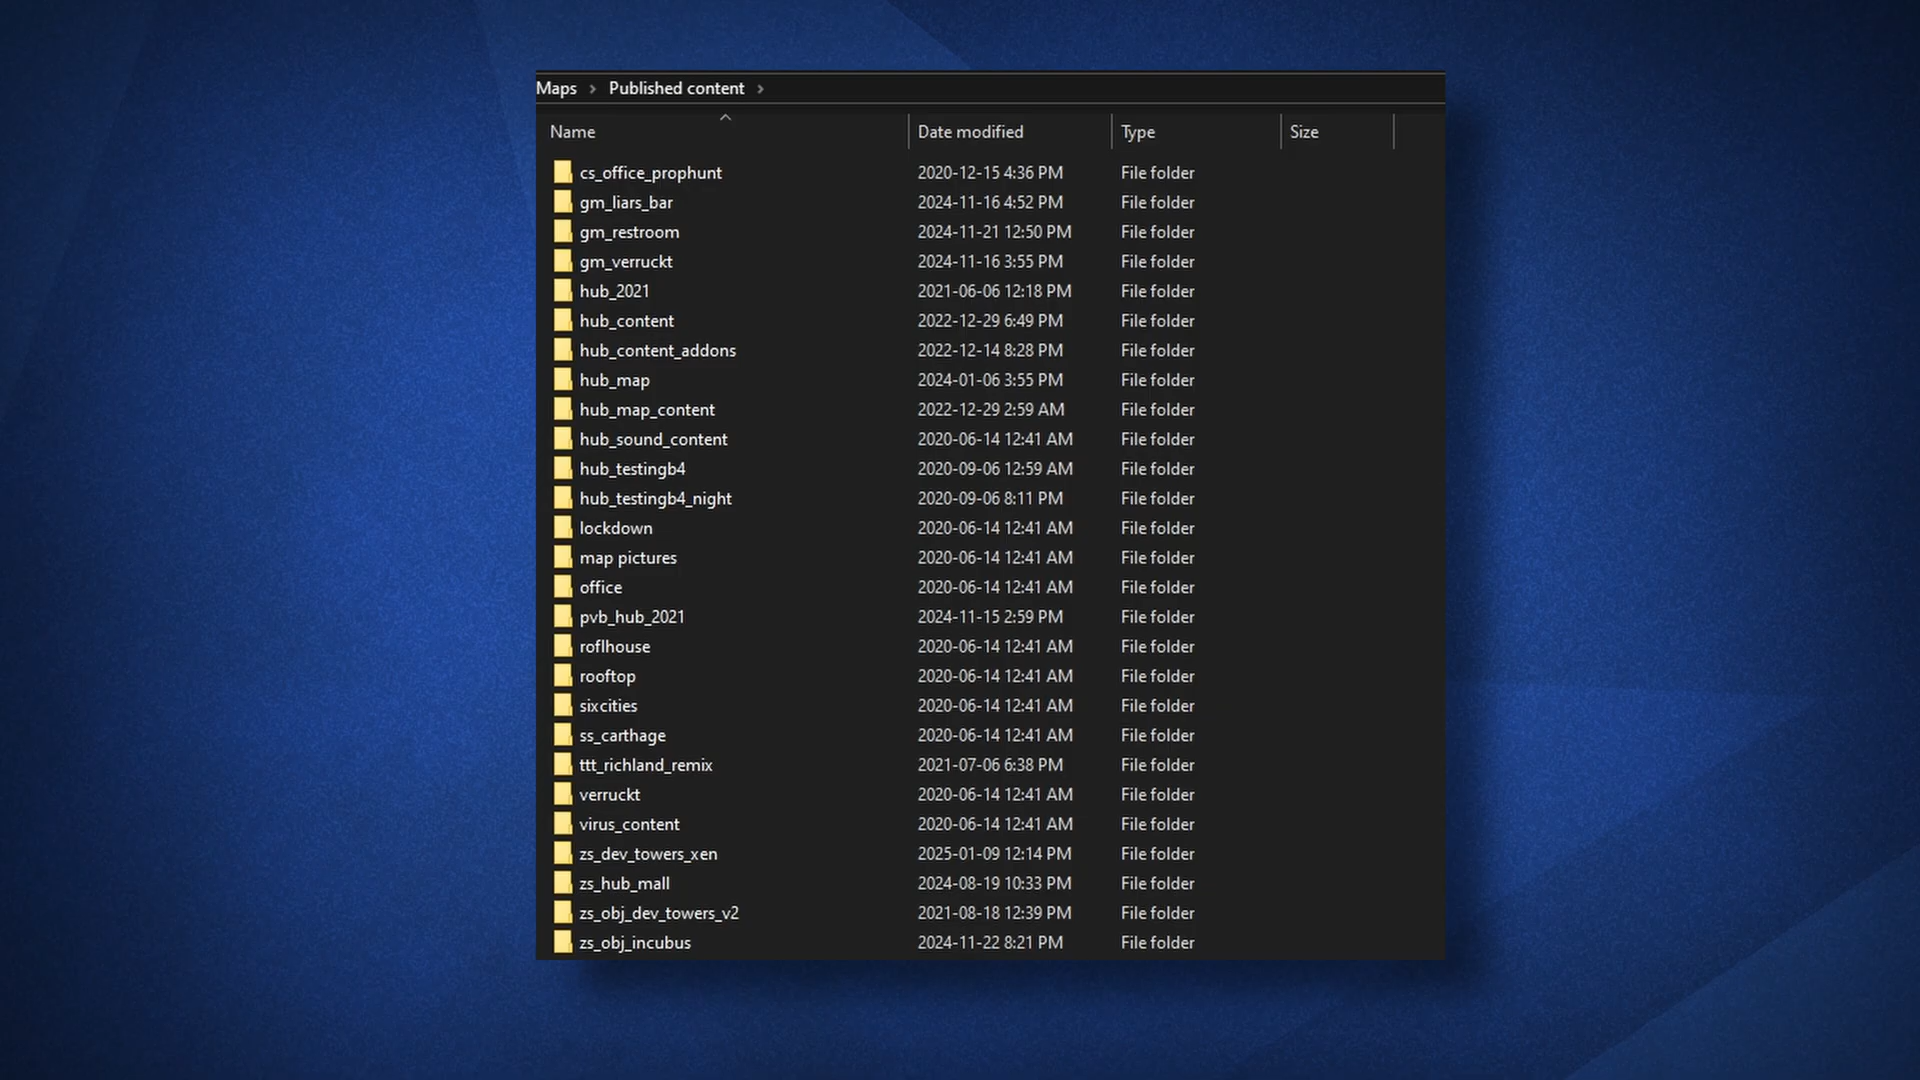 Maps > Published content >
Name Date modified Type Size
cs_office_prophunt 2020-12-15 4:36 PM File folder
gm_liars_bar 2024-11-16 4:52 PM File folder
gm_restroom 2024-11-21 12:50 PM File folder
gm_verruckt 2024-11-16 3:55 PM File folder
hub_2021 2021-06-06 12:18 PM File folder
hub_content 2022-12-29 6:49 PM File folder
hub_content_addons 2022-12-14 8:28 PM File folder
hub_map 2024-01-06 3:55 PM File folder
hub_map_content 2022-12-29 2:59 AM File folder
hub_sound_content 2020-06-14 12:41 AM File folder
hub_testingb4 2020-09-06 12:59 AM File folder
hub_testingb4_night 2020-09-06 8:11 PM File folder
lockdown 2020-06-14 12:41 AM File folder
map pictures 2020-06-14 12:41 AM File folder
office 2020-06-14 12:41 AM File folder
pvb_hub_2021 2024-11-15 2:59 PM File folder
roflhouse 2020-06-14 12:41 AM File folder
rooftop 2020-06-14 12:41 AM File folder
sixcities 2020-06-14 12:41 AM File folder
ss_carthage 2020-06-14 12:41 AM File folder
ttt_richland_remix 2021-07-06 6:38 PM File folder
verruckt 2020-06-14 12:41 AM File folder
virus_content 2020-06-14 12:41 AM File folder
zs_dev_towers_xen 2025-01-09 12:14 PM File folder
zs_hub_mall 2024-08-19 10:33 PM File folder
zs_obj_dev_towers_v2 2021-08-18 12:39 PM File folder
zs_obj_incubus 2024-11-22 8:21 PM File folder